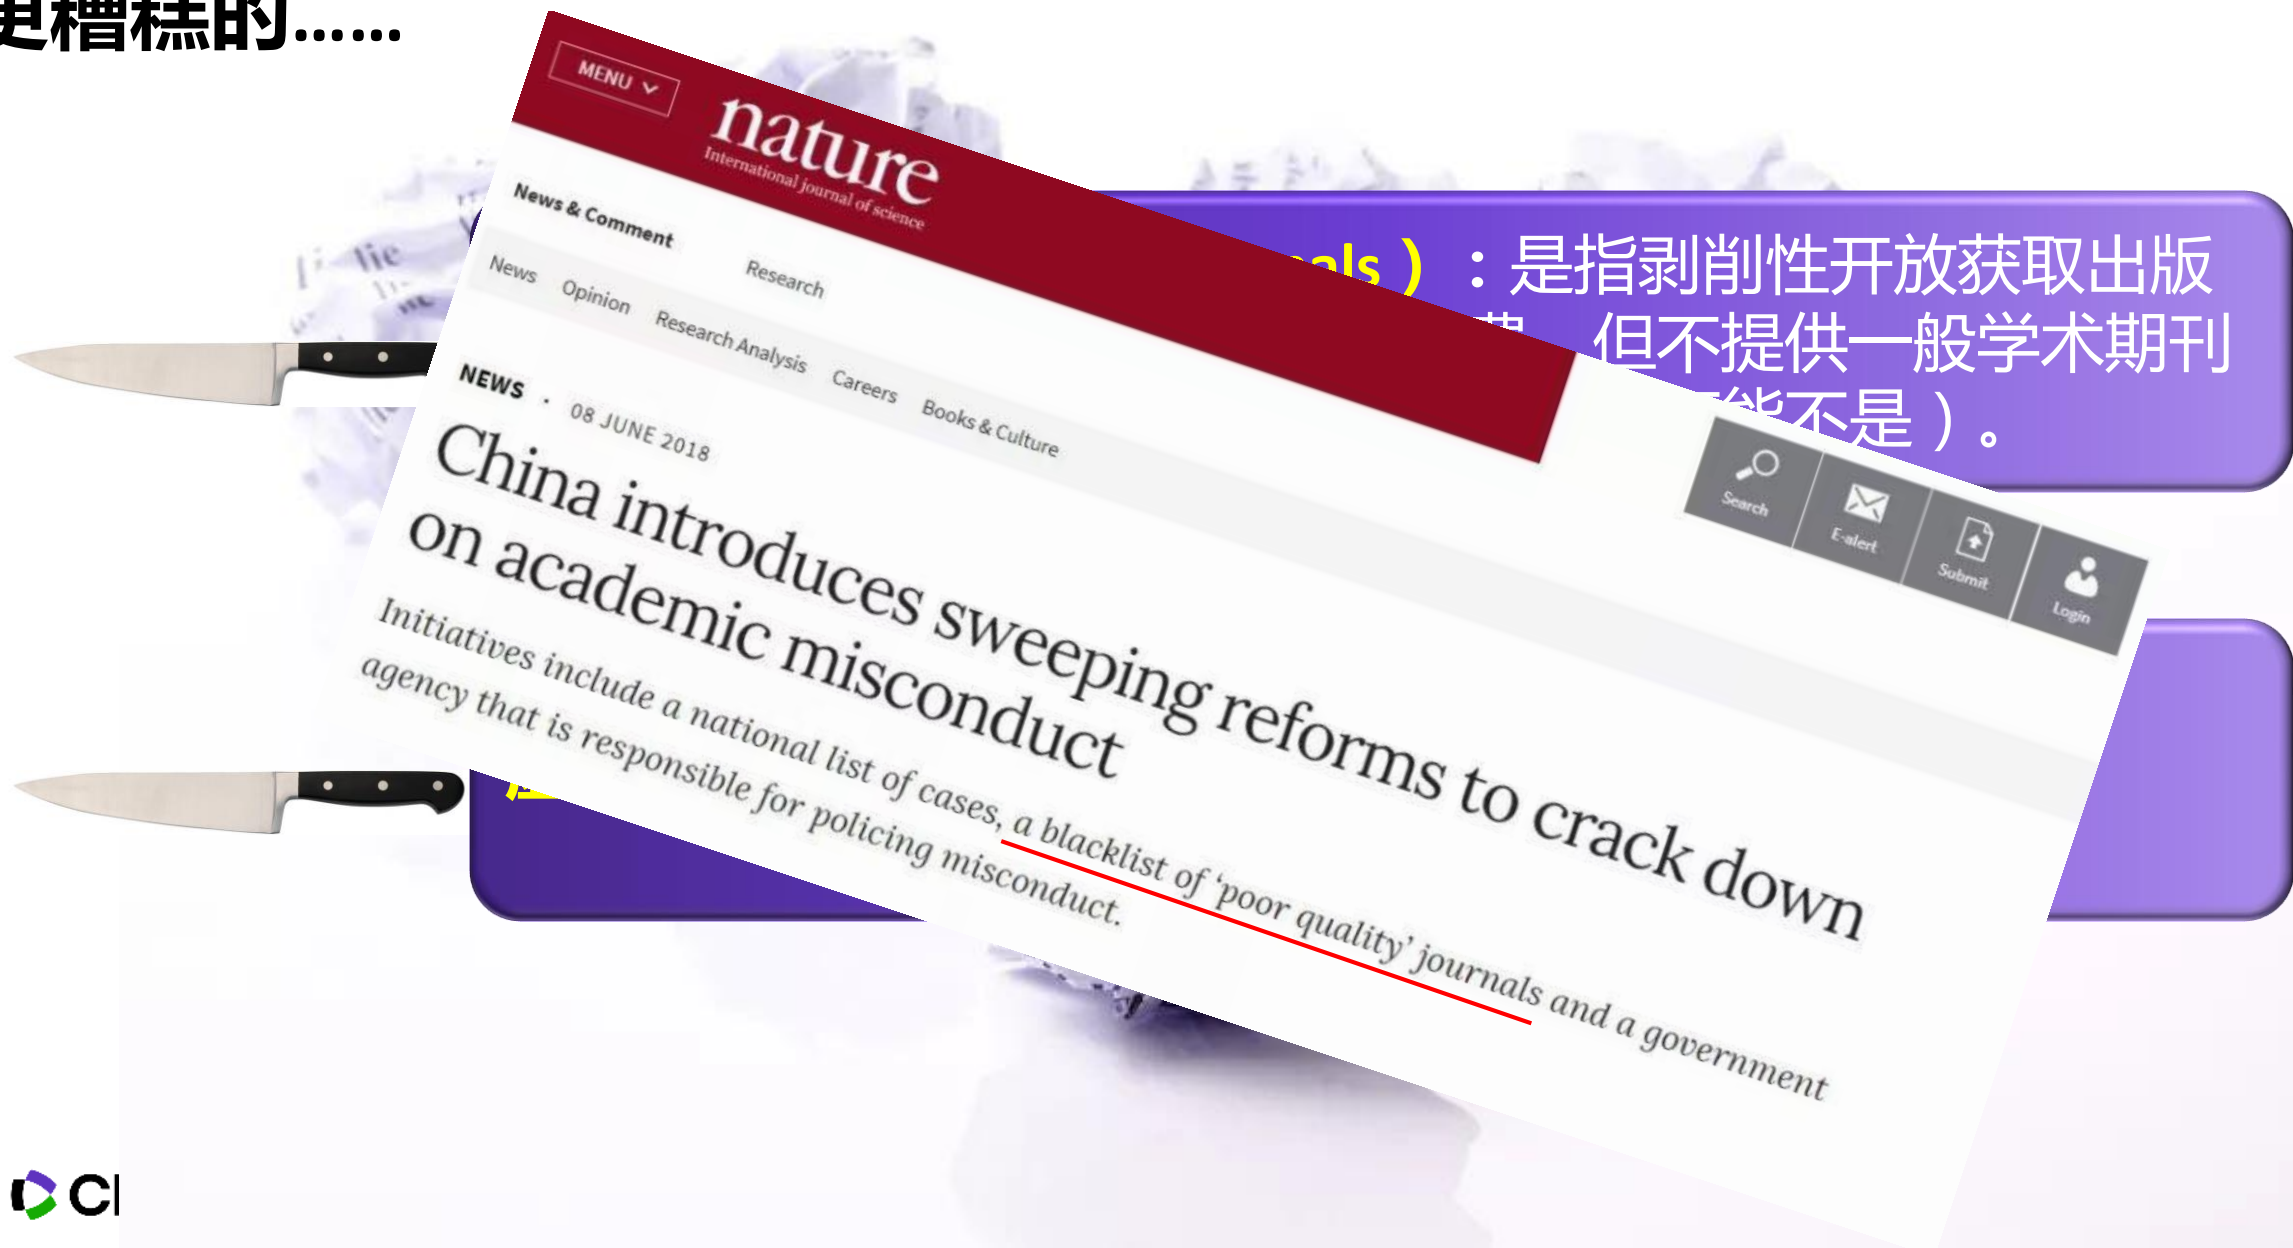 更糟糕的……
MENU
nature
International journal of science
News & Comment
Research
News
Opinion
Research Analysis
Careers
Books & Culture
Search
E-alert
Submit
Login
NEWS · 08 JUNE 2018
China introduces sweeping reforms to crack down
on academic misconduct
Initiatives include a national list of cases, a blacklist of ‘poor quality’ journals and a government
agency that is responsible for policing misconduct.
als）：是指剥削性开放获取出版
但不提供一般学术期刊
能不是）。